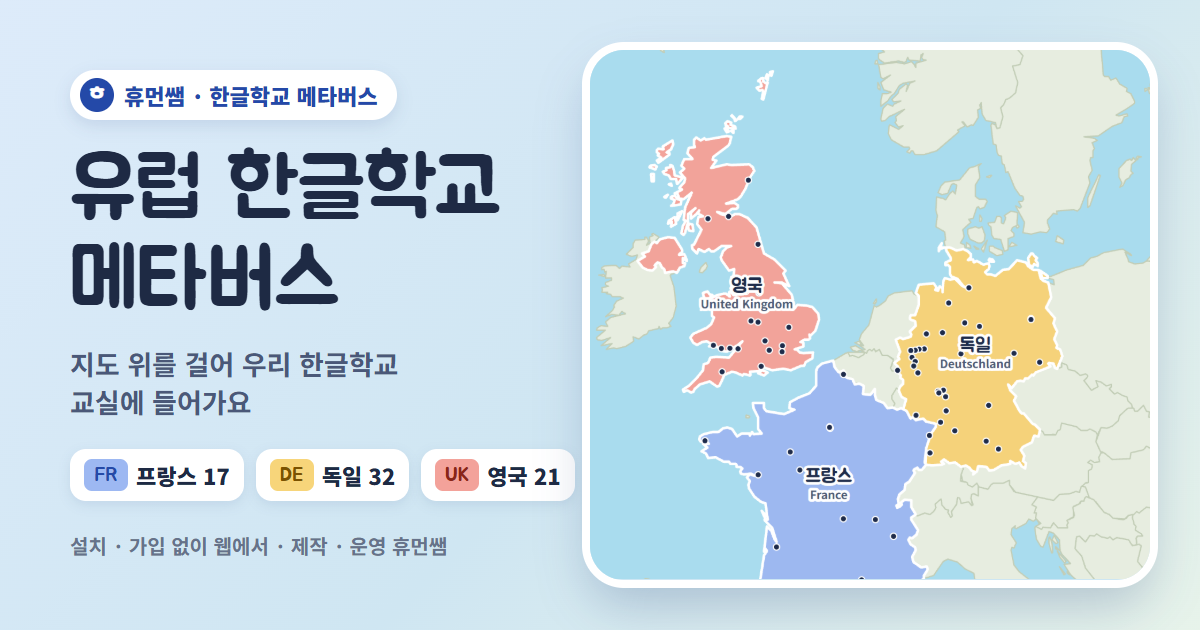 휴먼쌤 · 한글학교 메타버스
유럽 한글학교
메타버스
지도 위를 걸어 우리 한글학교
교실에 들어가요
FR 프랑스 17 DE 독일 32 UK 영국 21
설치 · 가입 없이 웹에서 · 제작 · 운영 휴먼쌤
영국
United Kingdom
독일
Deutschland
프랑스
France